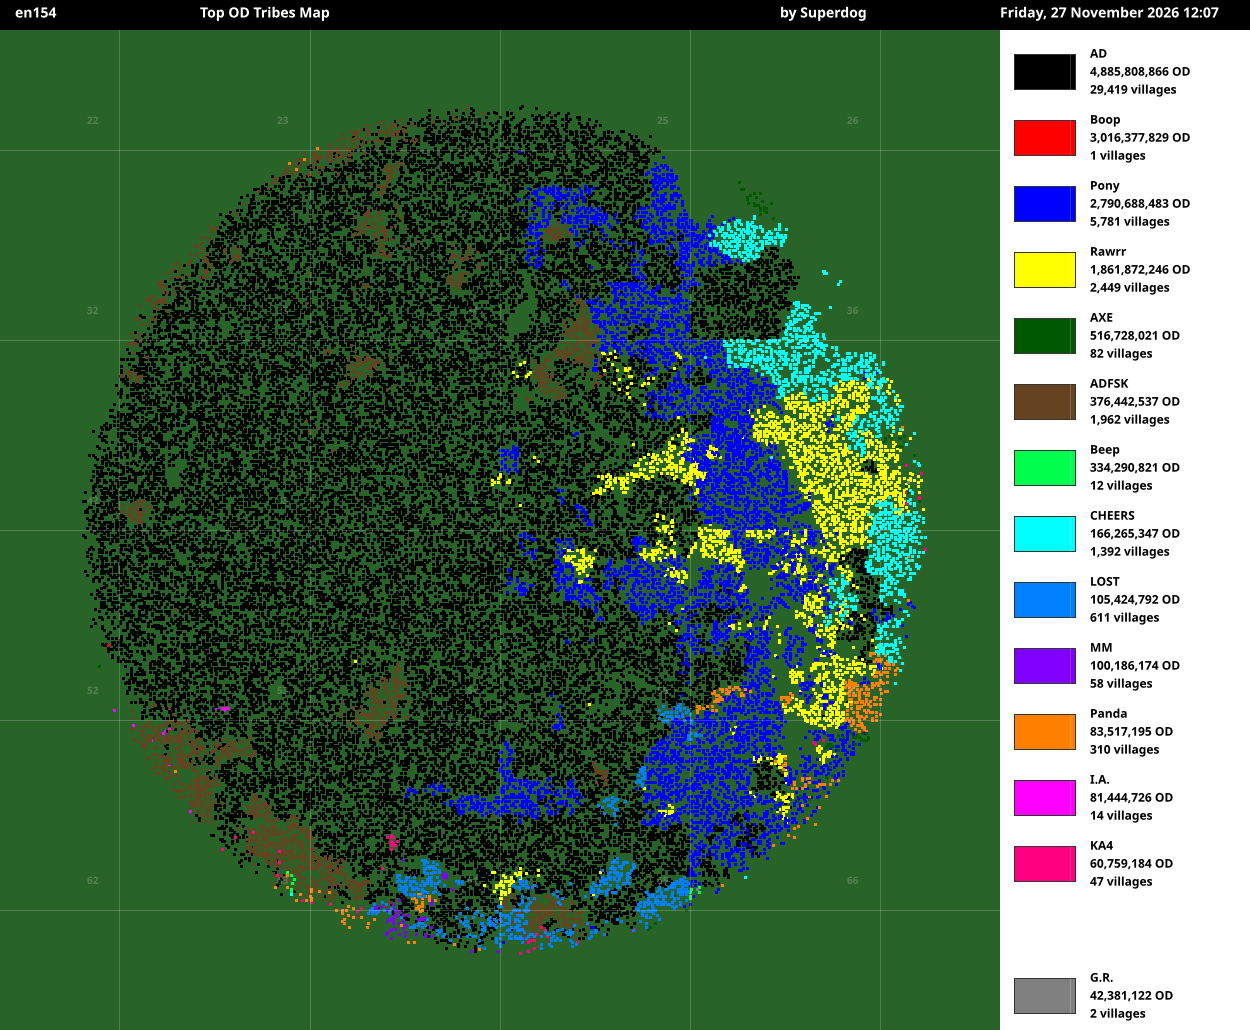 en154 Top OD Tribes Map by Superdog Friday, 27 November 2026 12:07
AD
4,885,808,866 OD
29,419 villages
Boop
3,016,377,829 OD
1 villages
Pony
2,790,688,483 OD
5,781 villages
Rawrr
1,861,872,246 OD
2,449 villages
AXE
516,728,021 OD
82 villages
ADFSK
376,442,537 OD
1,962 villages
Beep
334,290,821 OD
12 villages
CHEERS
166,265,347 OD
1,392 villages
LOST
105,424,792 OD
611 villages
MM
100,186,174 OD
58 villages
Panda
83,517,195 OD
310 villages
I.A.
81,444,726 OD
14 villages
KA4
60,759,184 OD
47 villages
G.R.
42,381,122 OD
2 villages
22 23 25 26
32 36
52
62 66